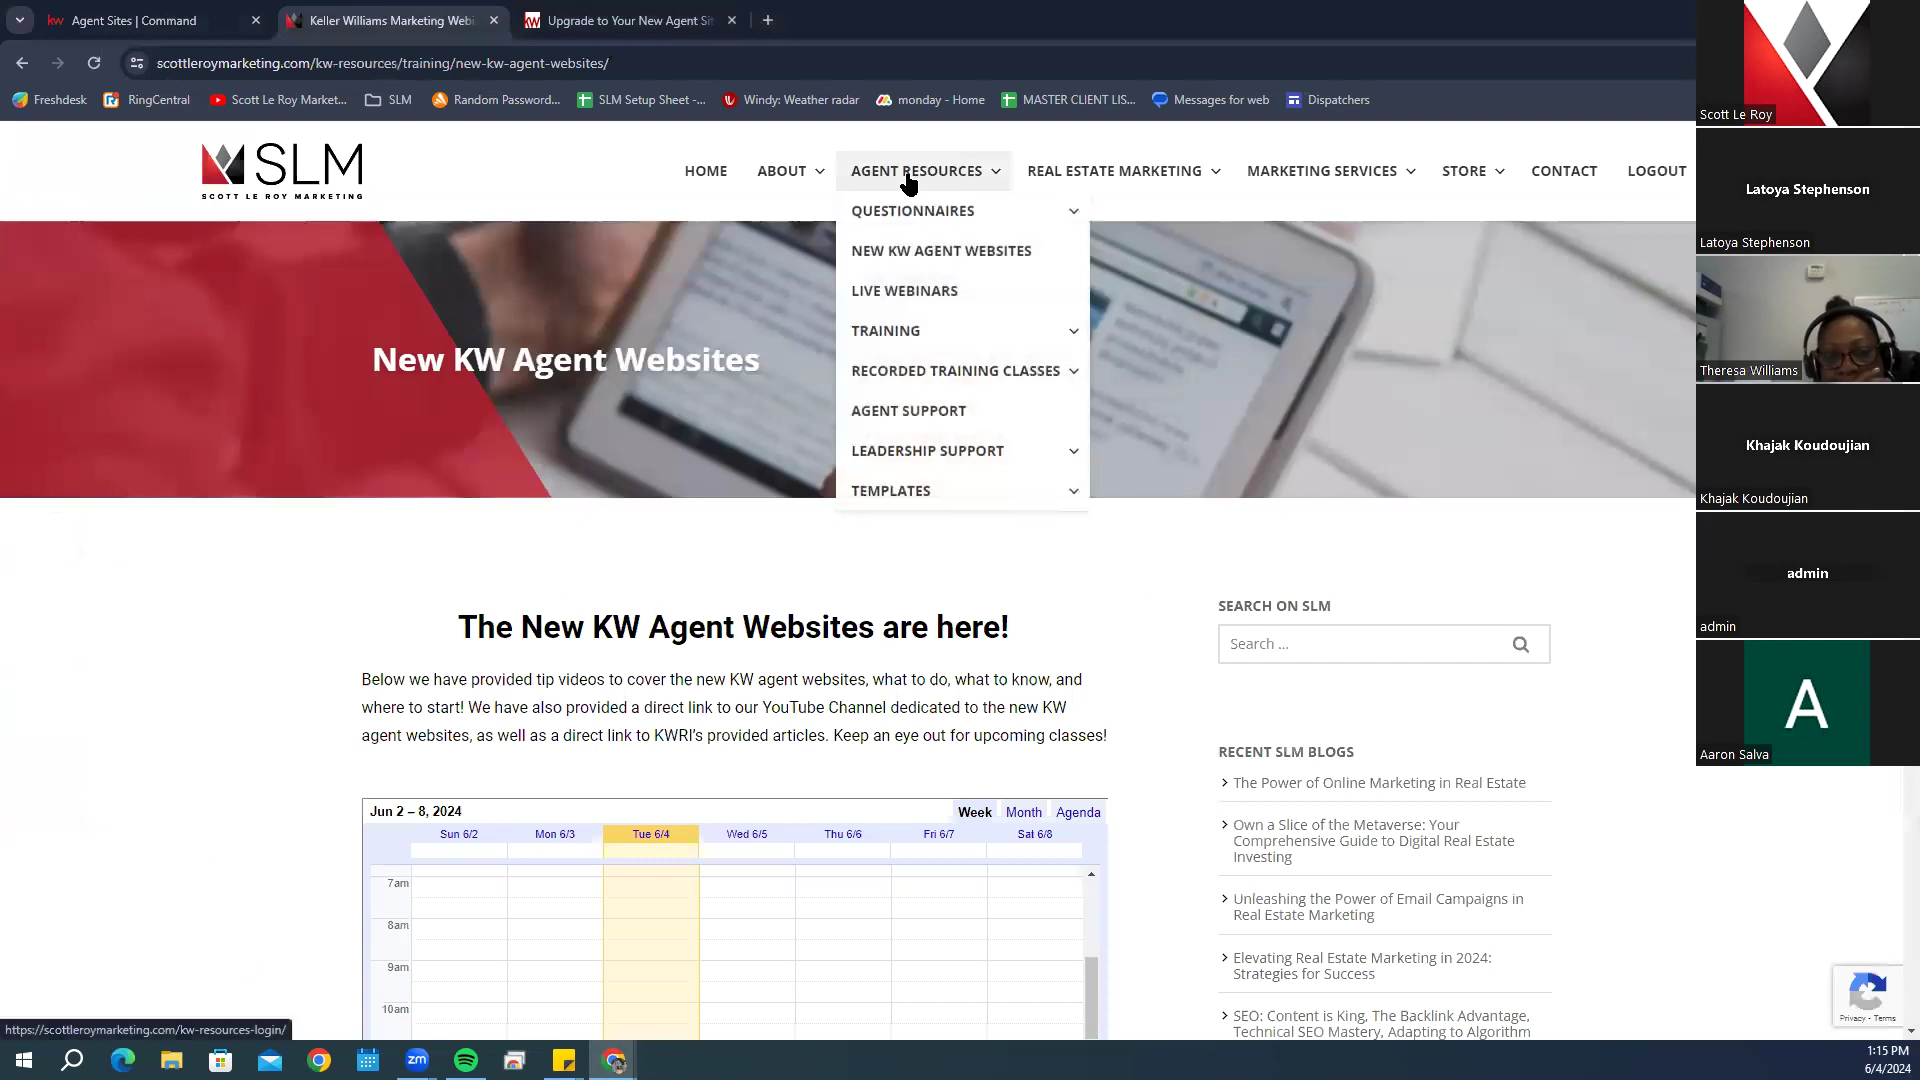 Agent Sites | Command
Keller Williams Marketing Webi
Upgrade to Your New Agent Si
scottleroymarketing.com/kw-resources/training/new-kw-agent-websites/
Freshdesk
RingCentral
Scott Le Roy Market...
SLM
Random Password...
SLM Setup Sheet -...
Windy: Weather radar
monday - Home
MASTER CLIENT LIS...
Messages for web
Dispatchers
SLM
SCOTT LE ROY MARKETING
HOME
ABOUT
AGENT RESOURCES
REAL ESTATE MARKETING
MARKETING SERVICES
STORE
CONTACT
LOGOUT
QUESTIONNAIRES
NEW KW AGENT WEBSITES
LIVE WEBINARS
TRAINING
RECORDED TRAINING CLASSES
AGENT SUPPORT
LEADERSHIP SUPPORT
TEMPLATES
New KW Agent Websites
The New KW Agent Websites are here!
Below we have provided tip videos to cover the new KW agent websites, what to do, what to know, and
where to start! We have also provided a direct link to our YouTube Channel dedicated to the new KW
agent websites, as well as a direct link to KWRI's provided articles. Keep an eye out for upcoming classes!
Jun 2 – 8, 2024
Week
Month
Agenda
Sun 6/2
Mon 6/3
Tue 6/4
Wed 6/5
Thu 6/6
Fri 6/7
Sat 6/8
7am
8am
9am
10am
SEARCH ON SLM
Search ...
RECENT SLM BLOGS
The Power of Online Marketing in Real Estate
Own a Slice of the Metaverse: Your
Comprehensive Guide to Digital Real Estate
Investing
Unleashing the Power of Email Campaigns in
Real Estate Marketing
Elevating Real Estate Marketing in 2024:
Strategies for Success
SEO: Content is King, The Backlink Advantage,
Technical SEO Mastery, Adapting to Algorithm
Privacy - Terms
https://scottleroymarketing.com/kw-resources-login/
Scott Le Roy
Latoya Stephenson
Latoya Stephenson
Theresa Williams
Khajak Koudoujian
Khajak Koudoujian
admin
admin
A
Aaron Salva
zm
1:15 PM
6/4/2024